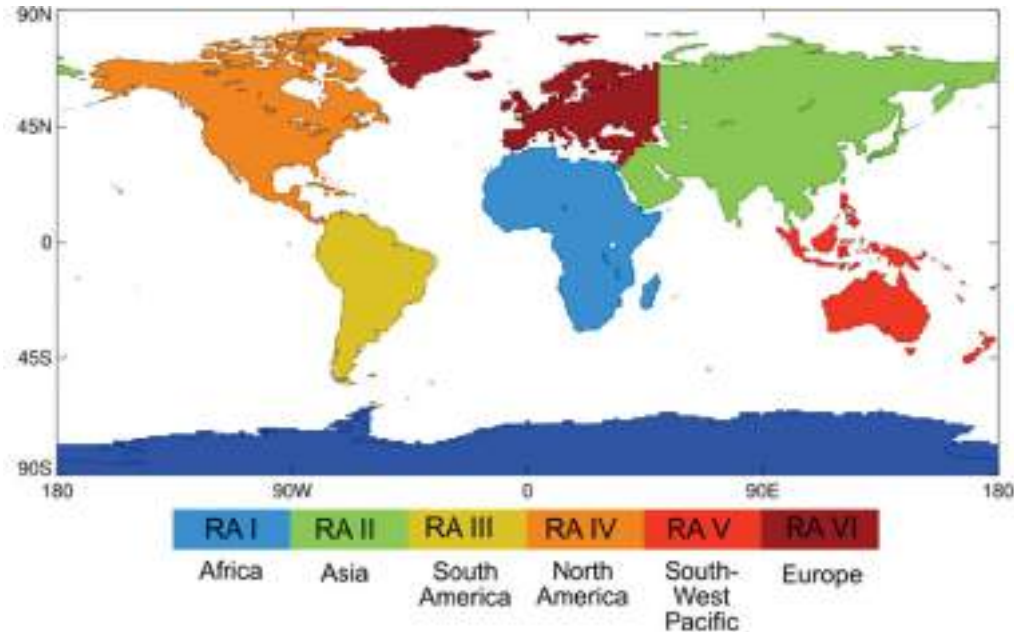 90N
45N
0
45S
90S
180 90W 0 90E 180
RA I RA II RA III RA IV RA V RA VI
Africa Asia South America North America South-West Pacific Europe